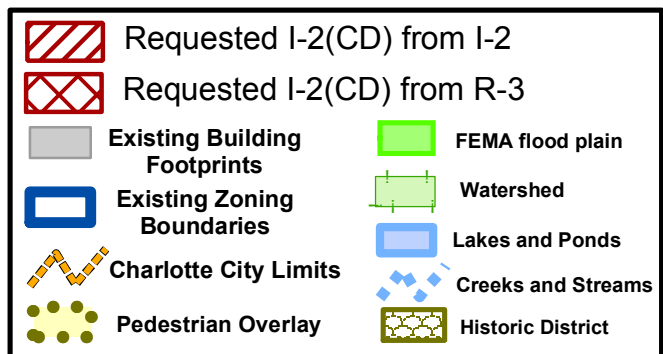 Requested I-2(CD) from I-2
Requested I-2(CD) from R-3
Existing Building
Footprints
Existing Zoning
Boundaries
Charlotte City Limits
Pedestrian Overlay
FEMA flood plain
Watershed
Lakes and Ponds
Creeks and Streams
Historic District